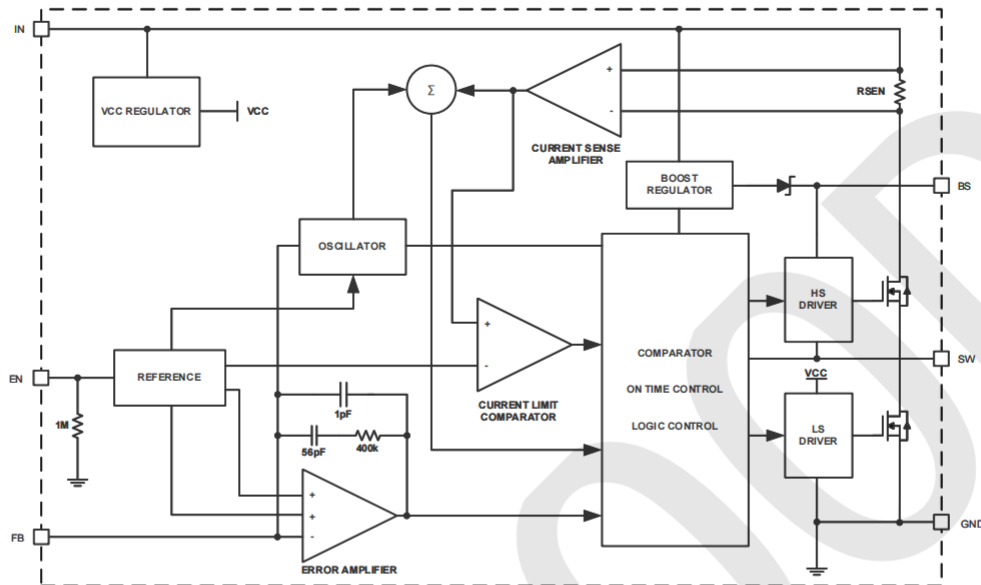 IN
VCC REGULATOR
VCC
Σ
+
-
RSEN
CURRENT SENSE
AMPLIFIER
BOOST
REGULATOR
BS
OSCILLATOR
HS
DRIVER
+
-
COMPARATOR
ON TIME CONTROL
LOGIC CONTROL
SW
VCC
EN
REFERENCE
1M
1pF
CURRENT LIMIT
COMPARATOR
LS
DRIVER
56pF
400k
+
+
-
FB
GND
ERROR AMPLIFIER